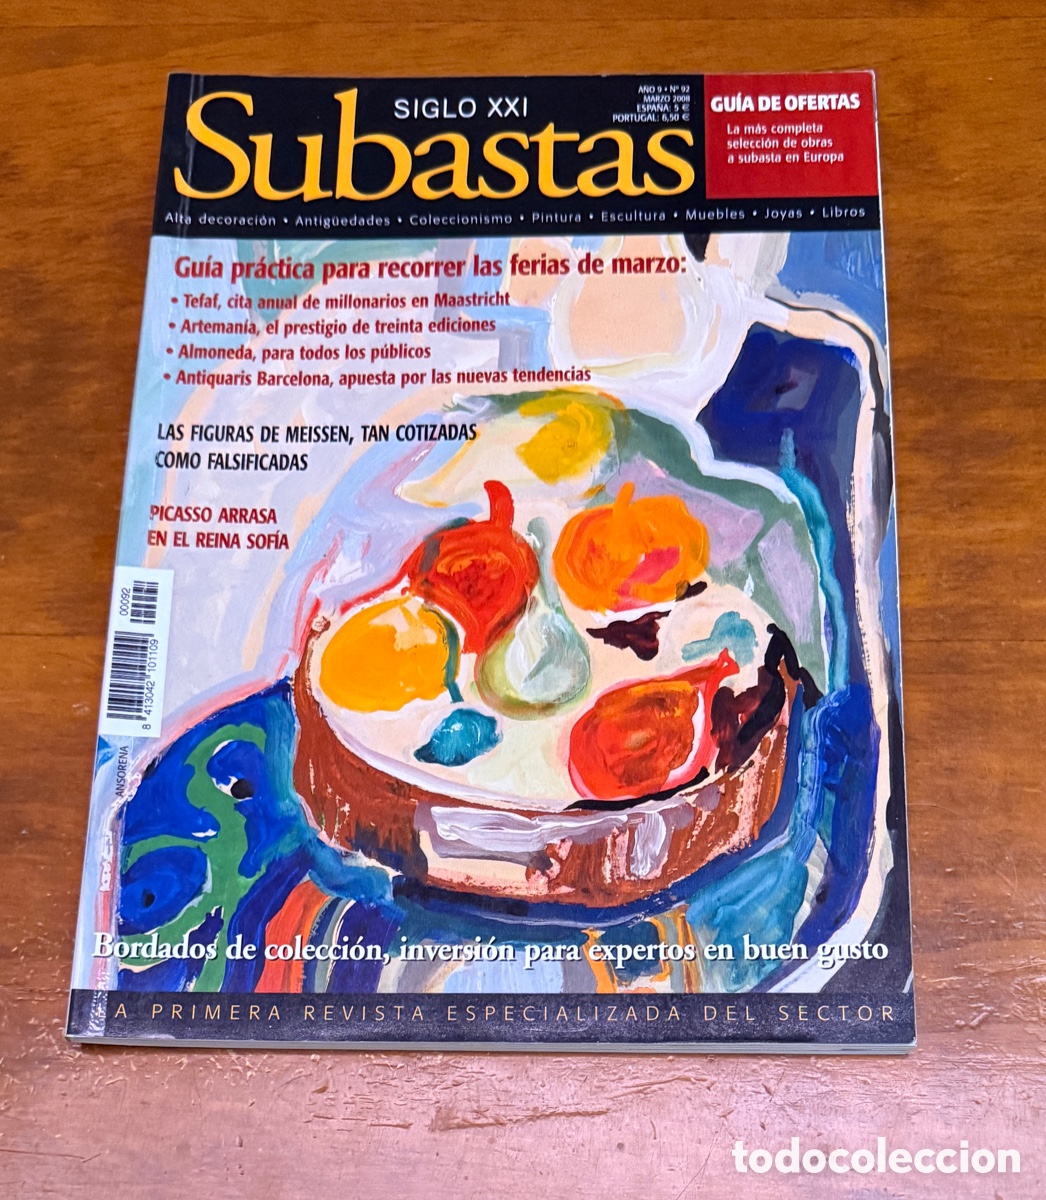 SIGLO XXI
Subastas
AÑO 9 • Nº 92
MARZO 2008
ESPAÑA: 5 €
PORTUGAL: 6,50 €
GUÍA DE OFERTAS
La más completa
selección de obras
a subasta en Europa
Alta decoración • Antigüedades • Coleccionismo • Pintura • Escultura • Muebles • Joyas • Libros
Guía práctica para recorrer las ferias de marzo:
• Tefaf, cita anual de millonarios en Maastricht
• Artemanía, el prestigio de treinta ediciones
• Almoneda, para todos los públicos
• Antiquaris Barcelona, apuesta por las nuevas tendencias
LAS FIGURAS DE MEISSEN, TAN COTIZADAS
COMO FALSIFICADAS
PICASSO ARRASA
EN EL REINA SOFÍA
00092
8 413042 101109
ANSORENA
Bordados de colección, inversión para expertos en buen gusto
LA PRIMERA REVISTA ESPECIALIZADA DEL SECTOR
todocoleccion